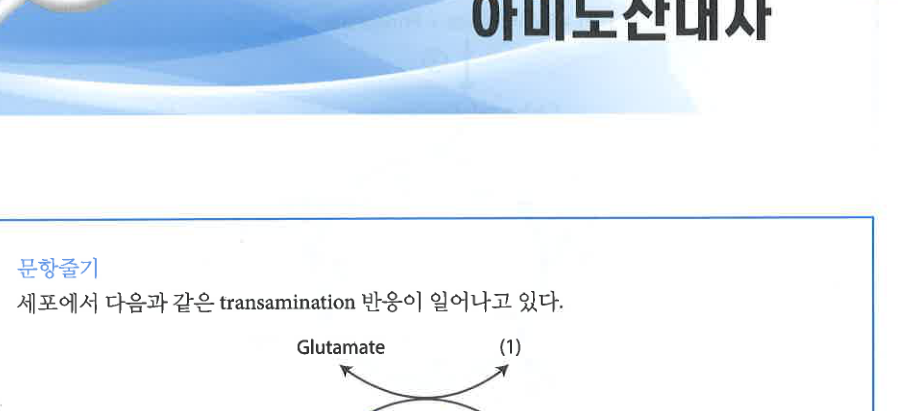 아미노산대사
문항줄기
세포에서 다음과 같은 transamination 반응이 일어나고 있다.
Glutamate (1)